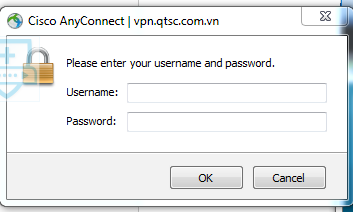 Cisco AnyConnect | vpn.qtsc.com.vn
Please enter your username and password.
Username:
Password:
OK
Cancel